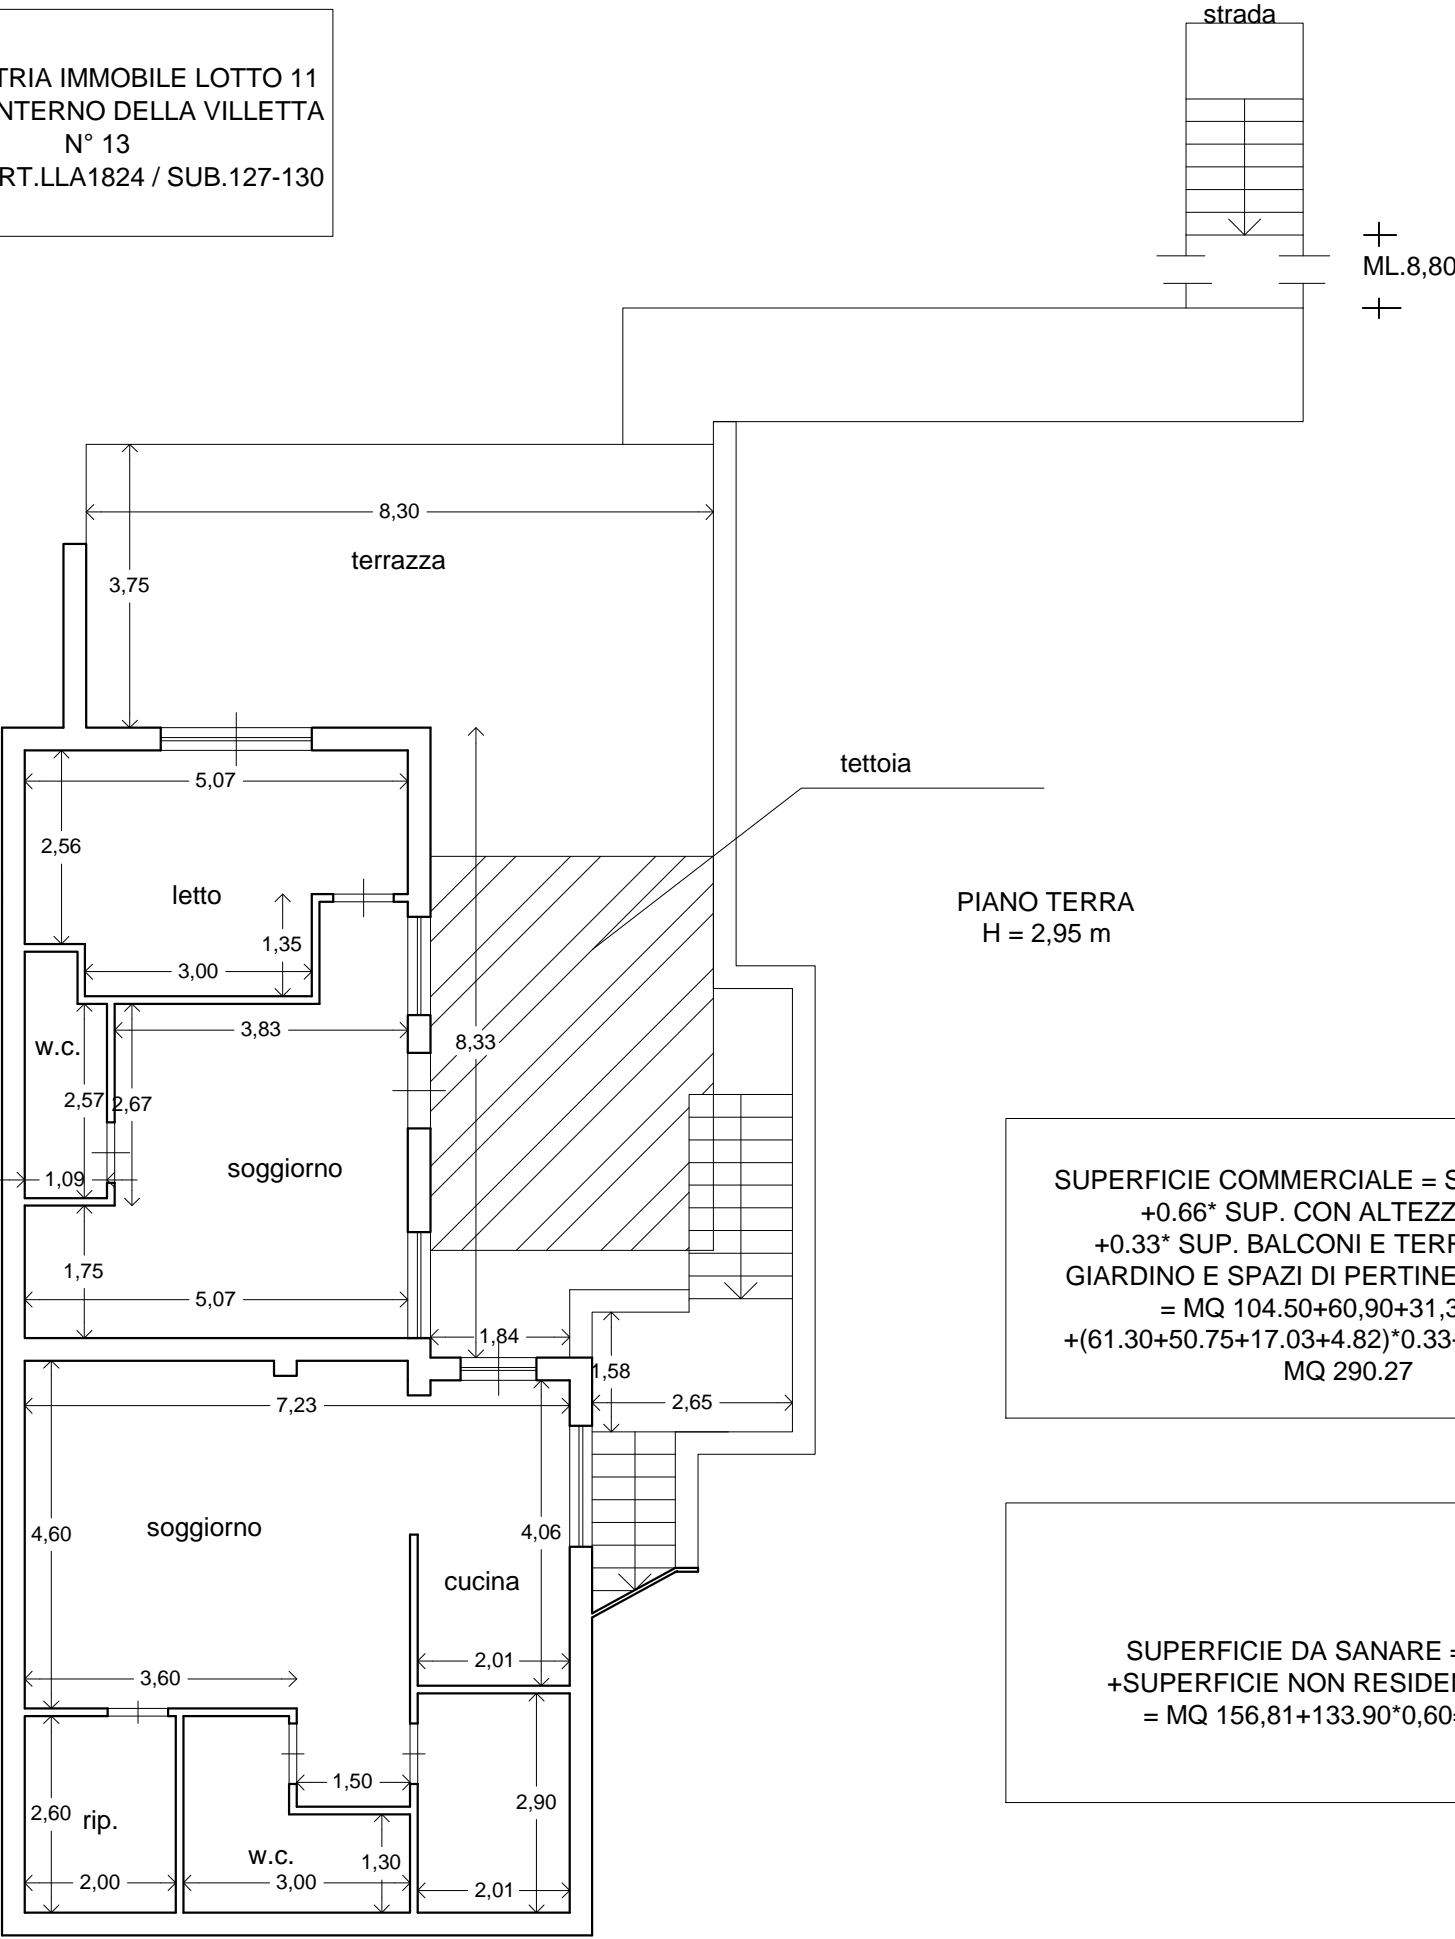 strada
TRIA IMMOBILE LOTTO 11
NTERNO DELLA VILLETTA
N° 13
RT.LLA1824 / SUB.127-130
ML.8,80
8,30
terrazza
3,75
tettoia
5,07
2,56
letto
1,35
3,00
PIANO TERRA
H = 2,95 m
3,83
8,33
w.c.
2,57
2,67
soggiorno
1,09
1,75
5,07
1,84
1,58
2,65
7,23
SUPERFICIE COMMERCIALE = S
+0.66* SUP. CON ALTEZZ
+0.33* SUP. BALCONI E TERR
GIARDINO E SPAZI DI PERTINE
= MQ 104.50+60,90+31,3
+(61.30+50.75+17.03+4.82)*0.33-
MQ 290.27
4,60
soggiorno
4,06
cucina
2,01
3,60
SUPERFICIE DA SANARE =
+SUPERFICIE NON RESIDE
= MQ 156,81+133.90*0,60=
1,50
2,60
rip.
2,90
w.c.
1,30
2,00
3,00
2,01